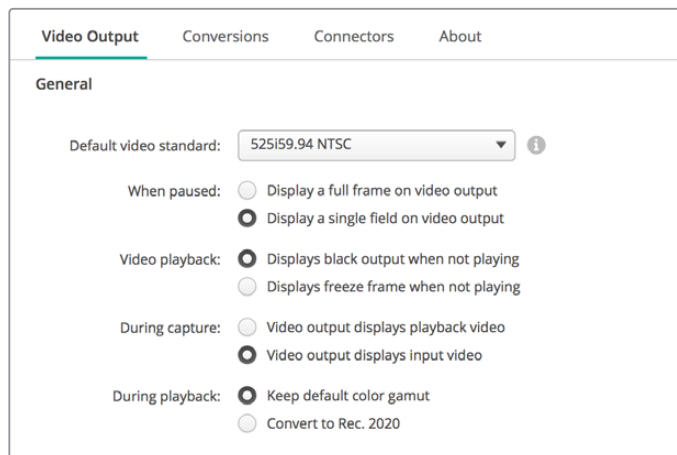 Video Output Conversions Connectors About
General
Default video standard: 525i59.94 NTSC
When paused: Display a full frame on video output
Display a single field on video output
Video playback: Displays black output when not playing
Displays freeze frame when not playing
During capture: Video output displays playback video
Video output displays input video
During playback: Keep default color gamut
Convert to Rec. 2020